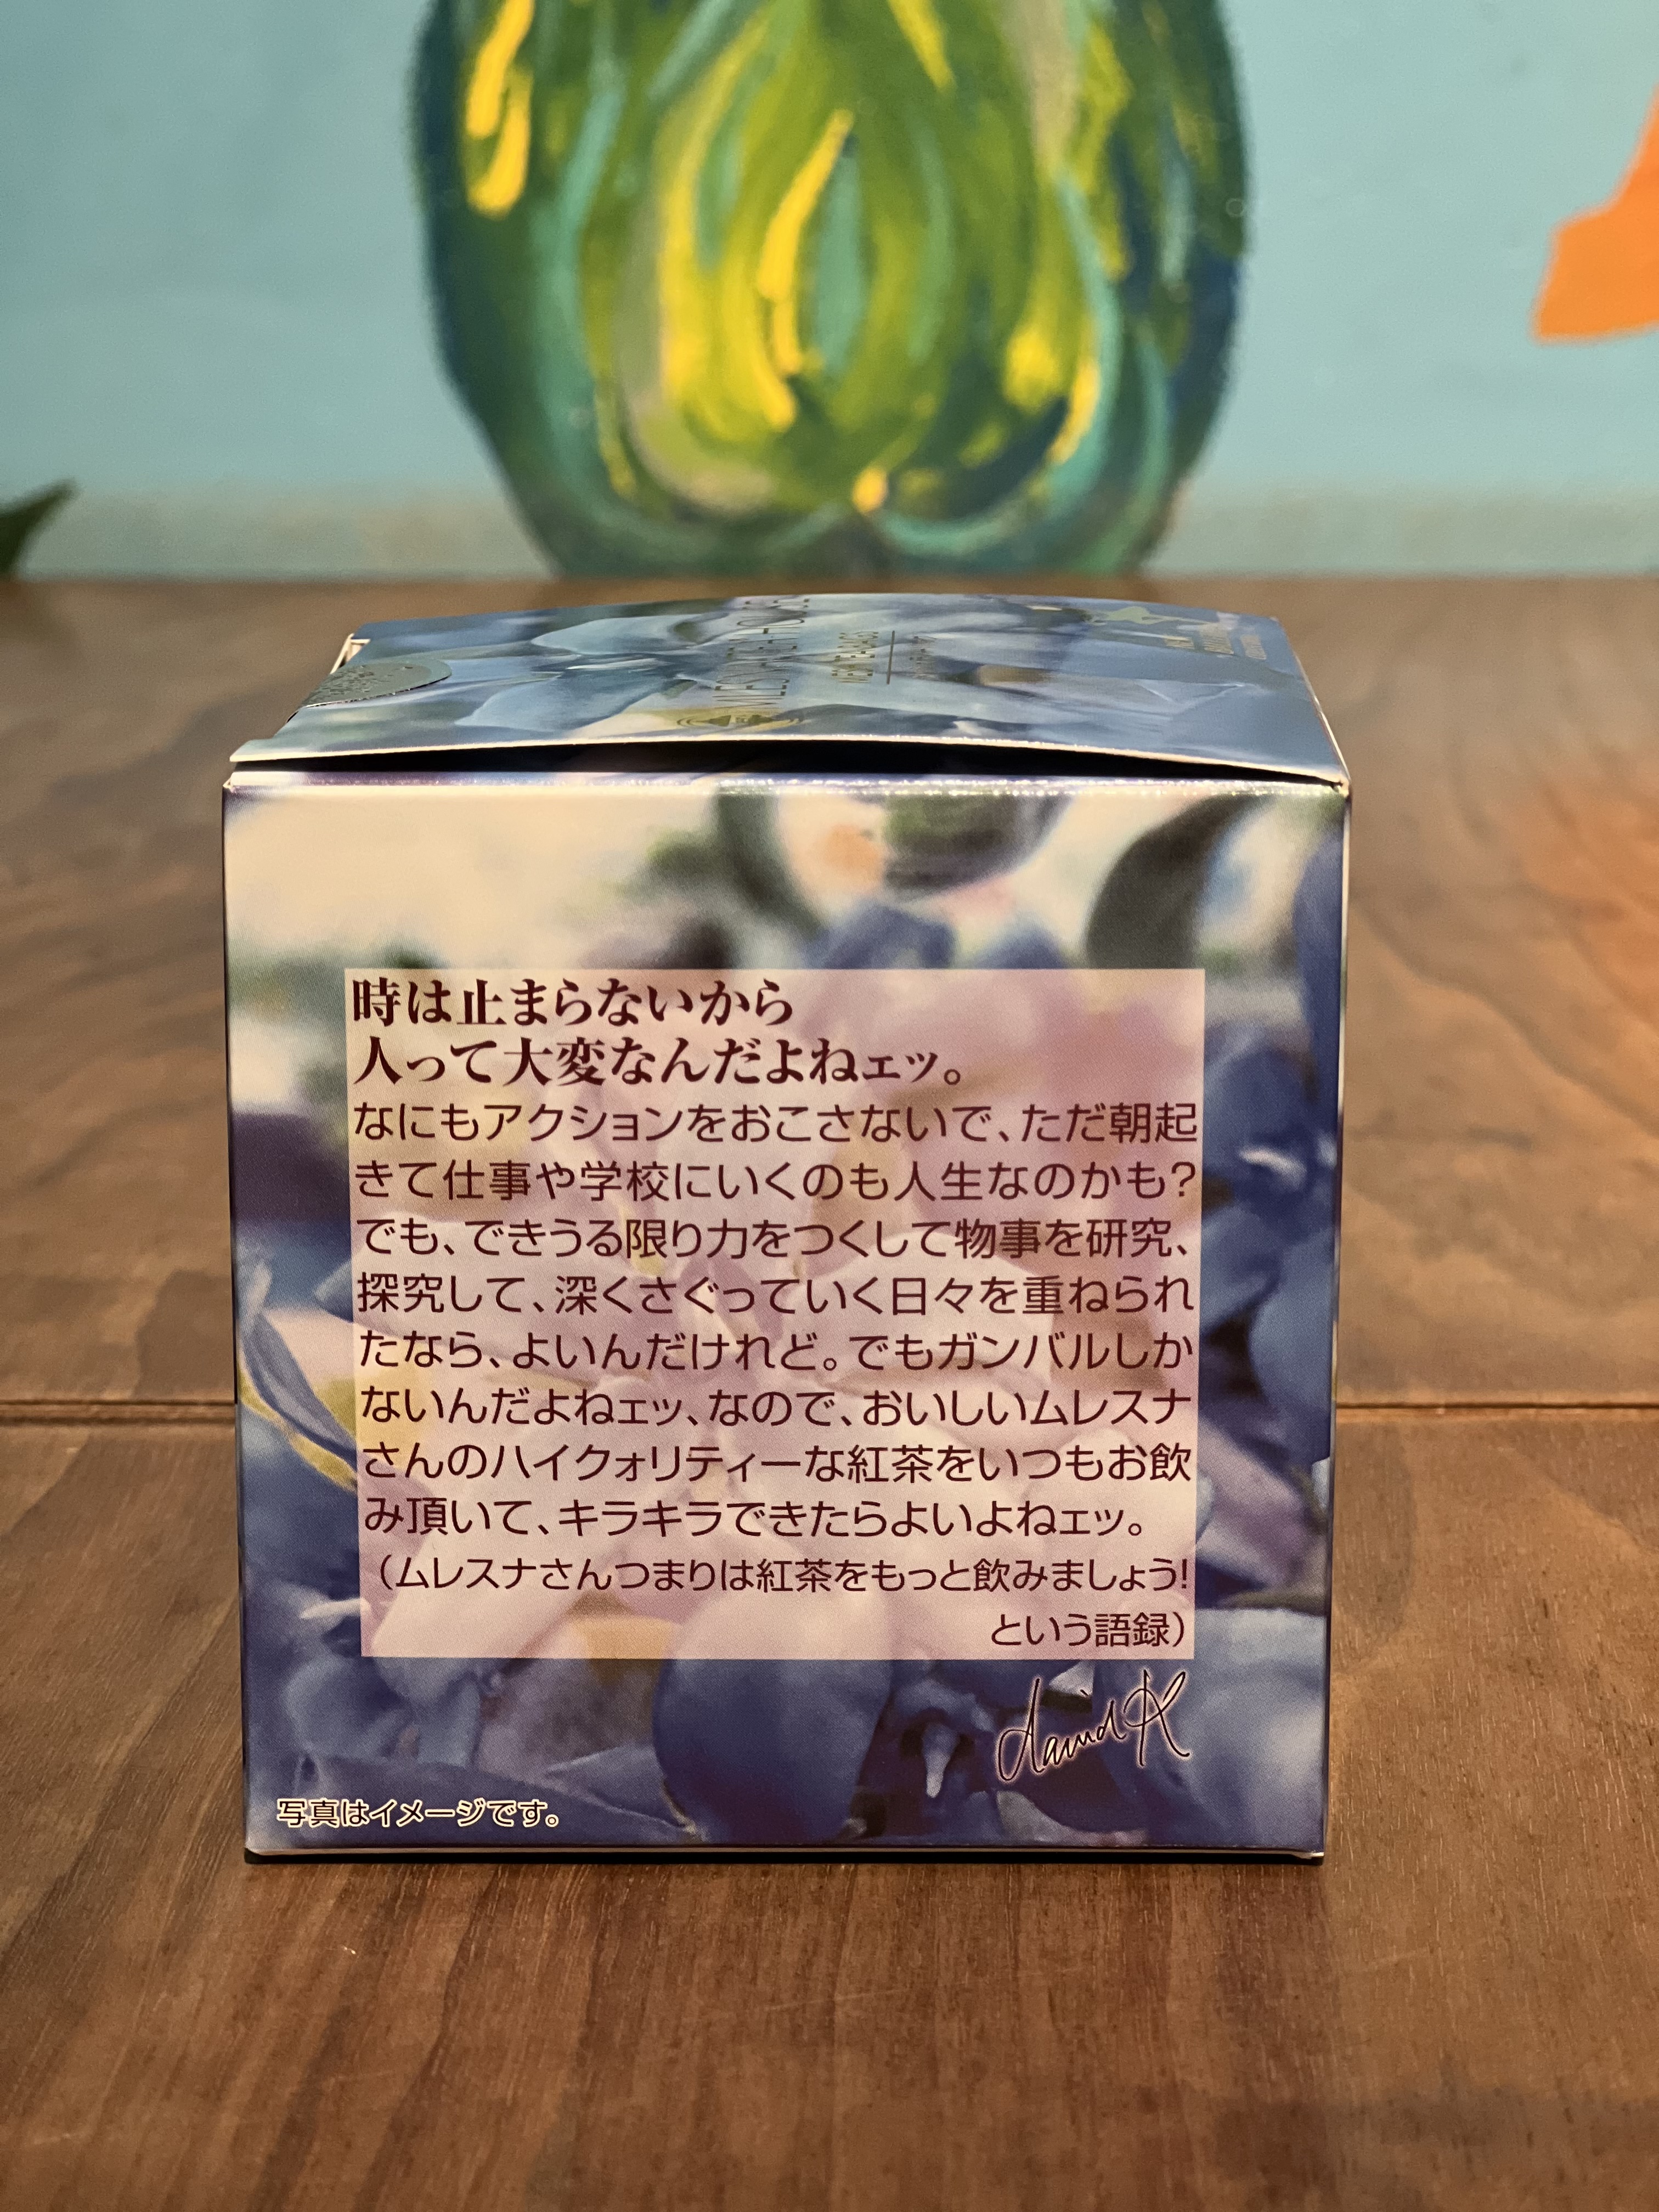 MLESNA TEA HOUSE
時は止まらないから
人って大変なんだよねェッ。
なにもアクションをおこさないで、ただ朝起
きて仕事や学校にいくのも人生なのかも?
でも、できうる限り力をつくして物事を研究、
探究して、深くさぐっていく日々を重ねられ
たなら、よいんだけれど。でもガンバルしか
ないんだよねェッ、なので、おいしいムレスナ
さんのハイクォリティーな紅茶をいつもお飲
み頂いて、キラキラできたらよいよねェッ。
(ムレスナさんつまりは紅茶をもっと飲みましょう!
という語録)
David K
写真はイメージです。